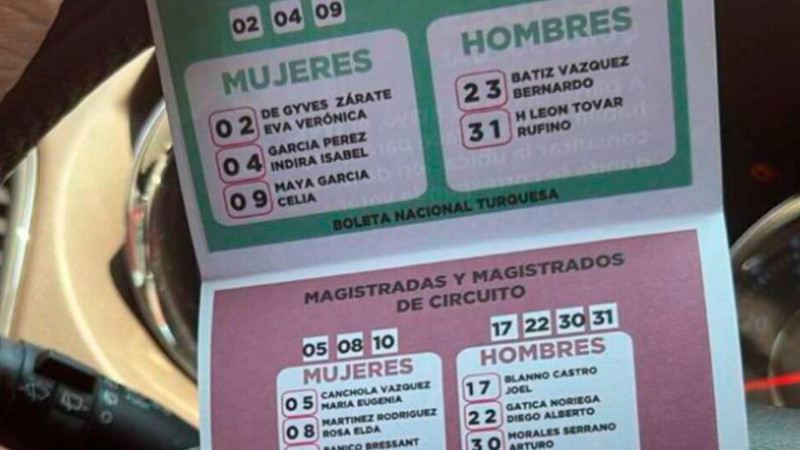 02 04 09
MUJERES
02 DE GYVES ZÁRATE
EVA VERÓNICA
04 GARCIA PEREZ
INDIRA ISABEL
09 MAYA GARCIA
CELIA
HOMBRES
23 BATIZ VAZQUEZ
BERNARDO
31 H LEON TOVAR
RUFINO
BOLETA NACIONAL TURQUESA
MAGISTRADAS Y MAGISTRADOS
DE CIRCUITO
05 08 10
MUJERES
05 CANCHOLA VAZQUEZ
MARIA EUGENIA
08 MARTINEZ RODRIGUEZ
ROSA ELDA
BRESSANT
17 22 30 31
HOMBRES
17 BLANNO CASTRO
JOEL
22 GATICA NORIEGA
DIEGO ALBERTO
30 MORALES SERRANO
ARTURO